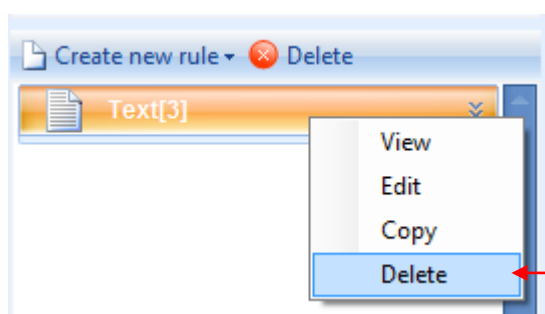 Create new rule Delete
Text[3]
View
Edit
Copy
Delete